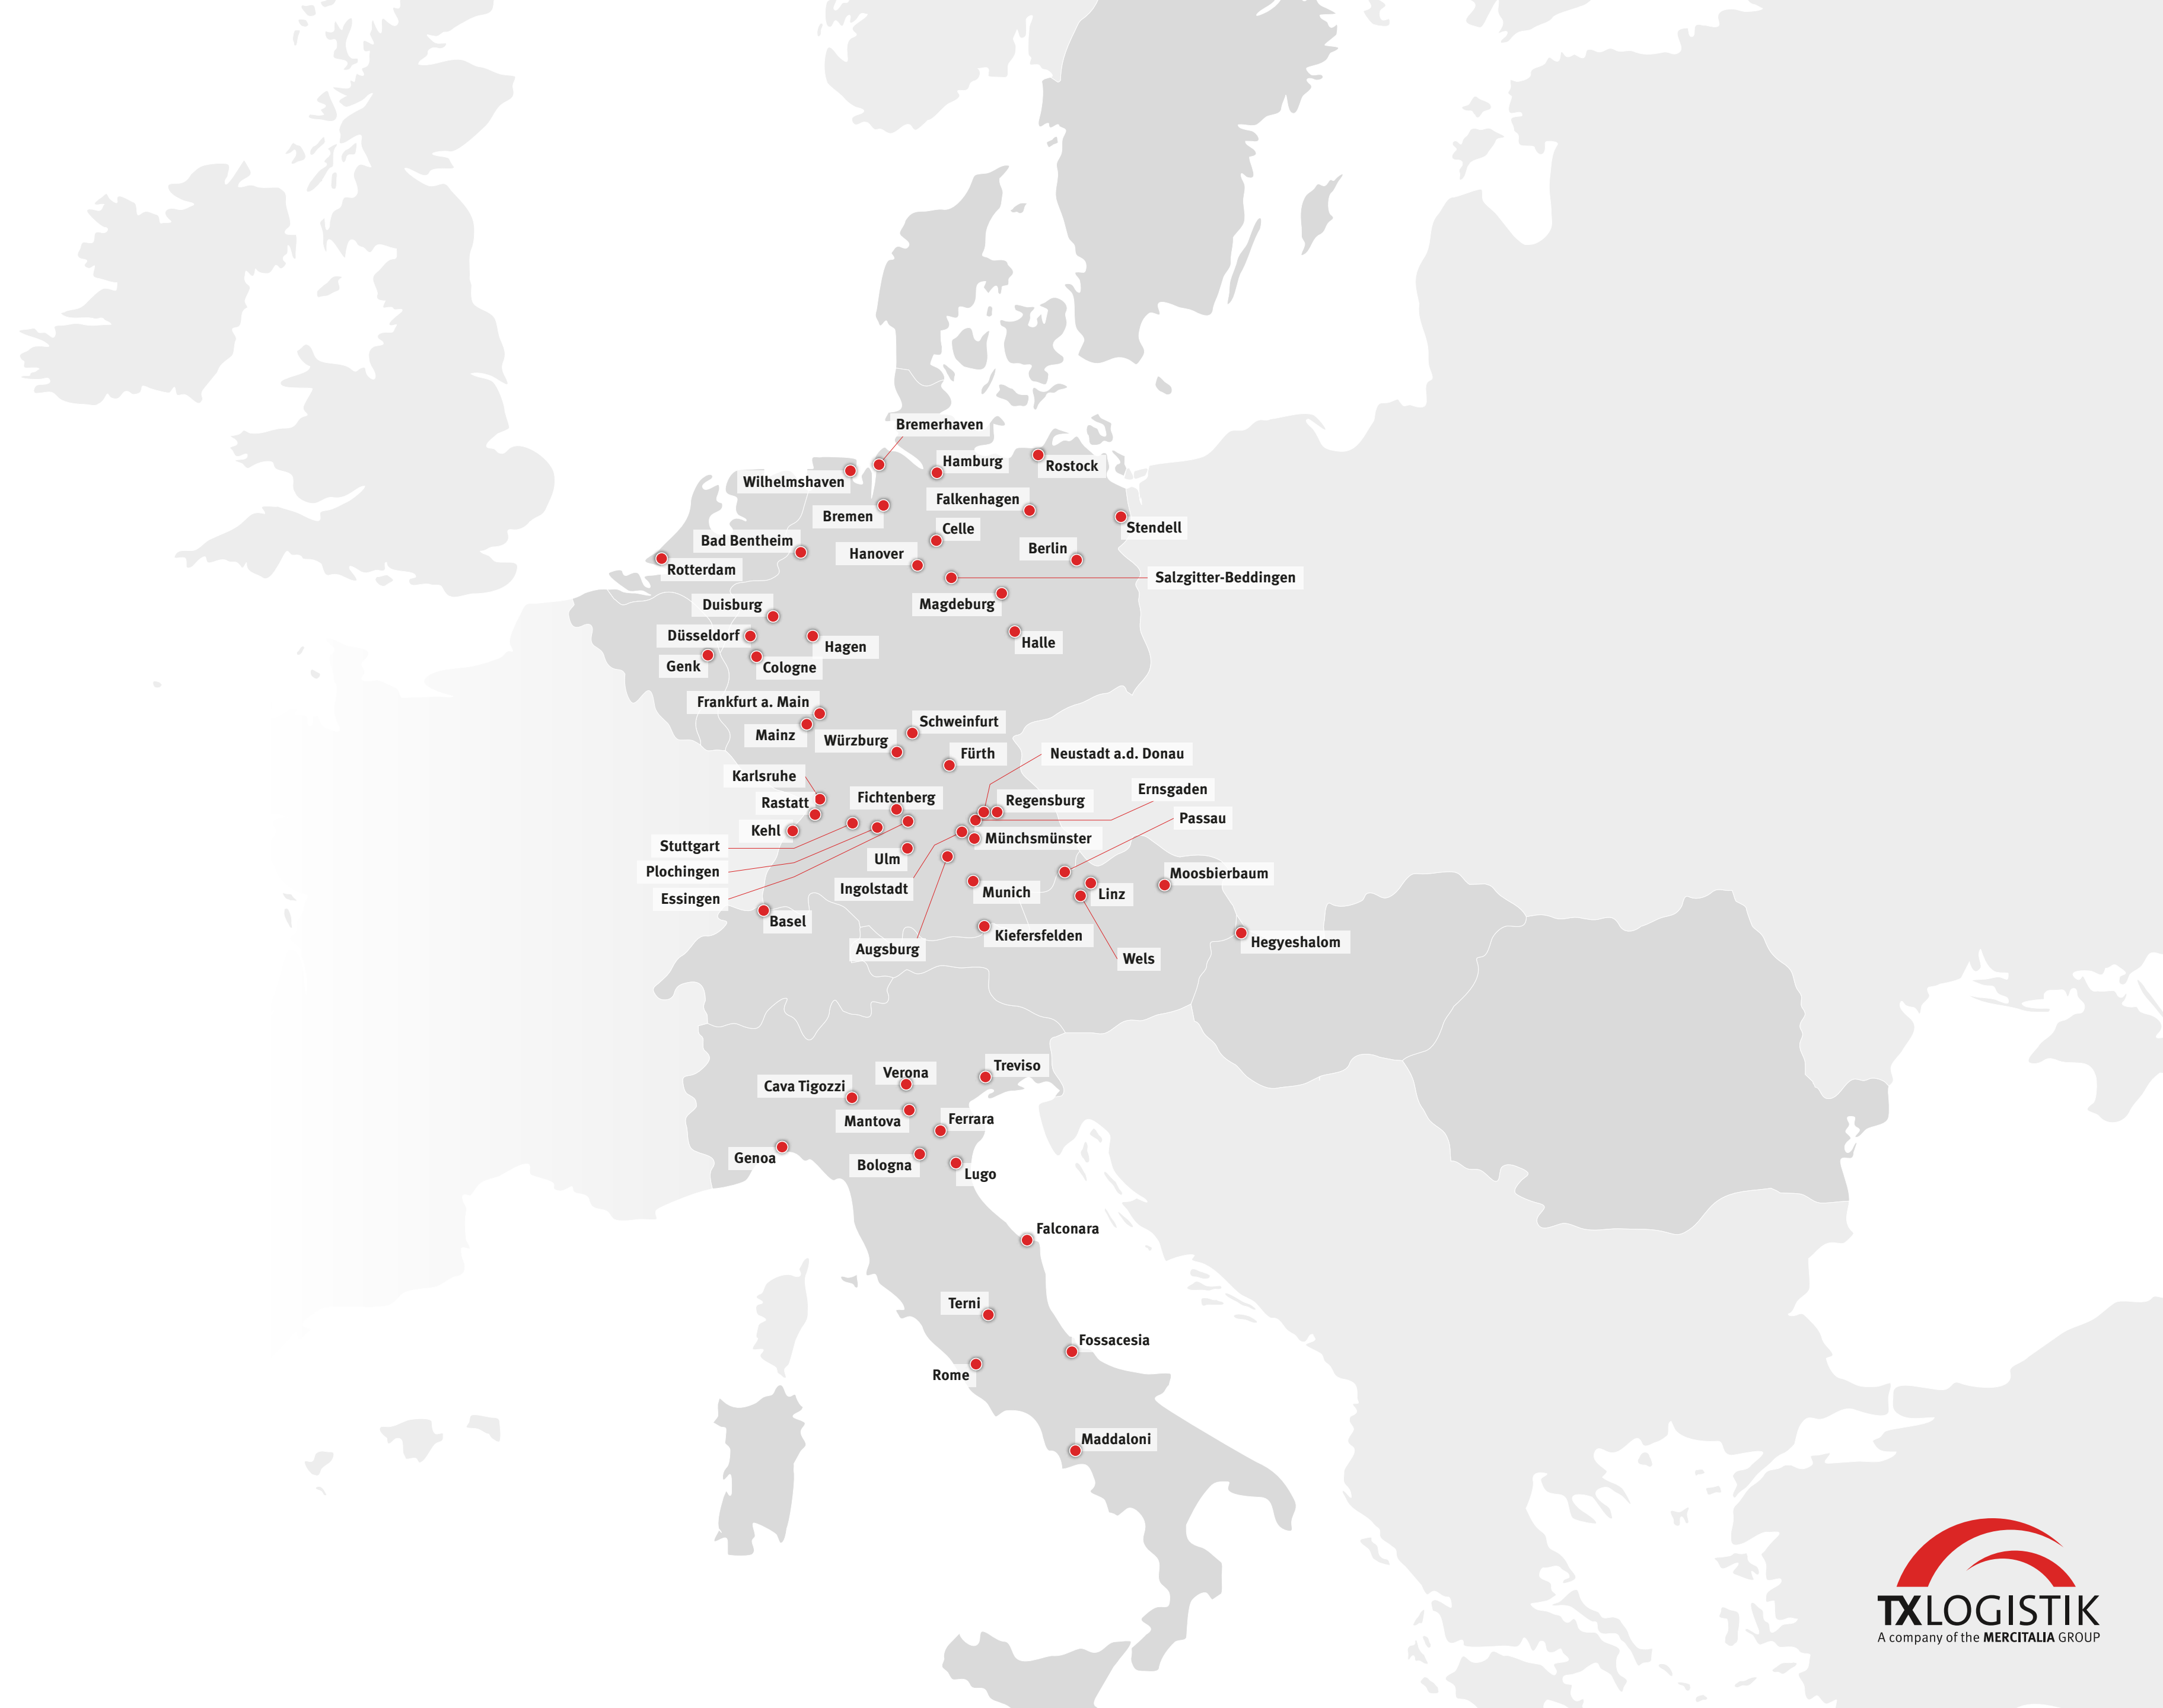 Bremerhaven
Hamburg
Rostock
Wilhelmshaven
Falkenhagen
Bremen
Stendell
Celle
Bad Bentheim
Hanover
Berlin
Rotterdam
Salzgitter-Beddingen
Duisburg
Magdeburg
Düsseldorf
Hagen
Halle
Genk
Cologne
Frankfurt a. Main
Schweinfurt
Mainz
Würzburg
Fürth
Neustadt a.d. Donau
Karlsruhe
Ernsgaden
Rastatt
Fichtenberg
Regensburg
Passau
Kehl
Münchsmünster
Stuttgart
Ulm
Plochingen
Moosbierbaum
Ingolstadt
Munich
Linz
Essingen
Basel
Kiefersfelden
Hegyeshalom
Augsburg
Wels
Treviso
Verona
Cava Tigozzi
Mantova
Ferrara
Genoa
Bologna
Lugo
Falconara
Terni
Fossacesia
Rome
Maddaloni
TXLOGISTIK
A company of the MERCITALIA GROUP